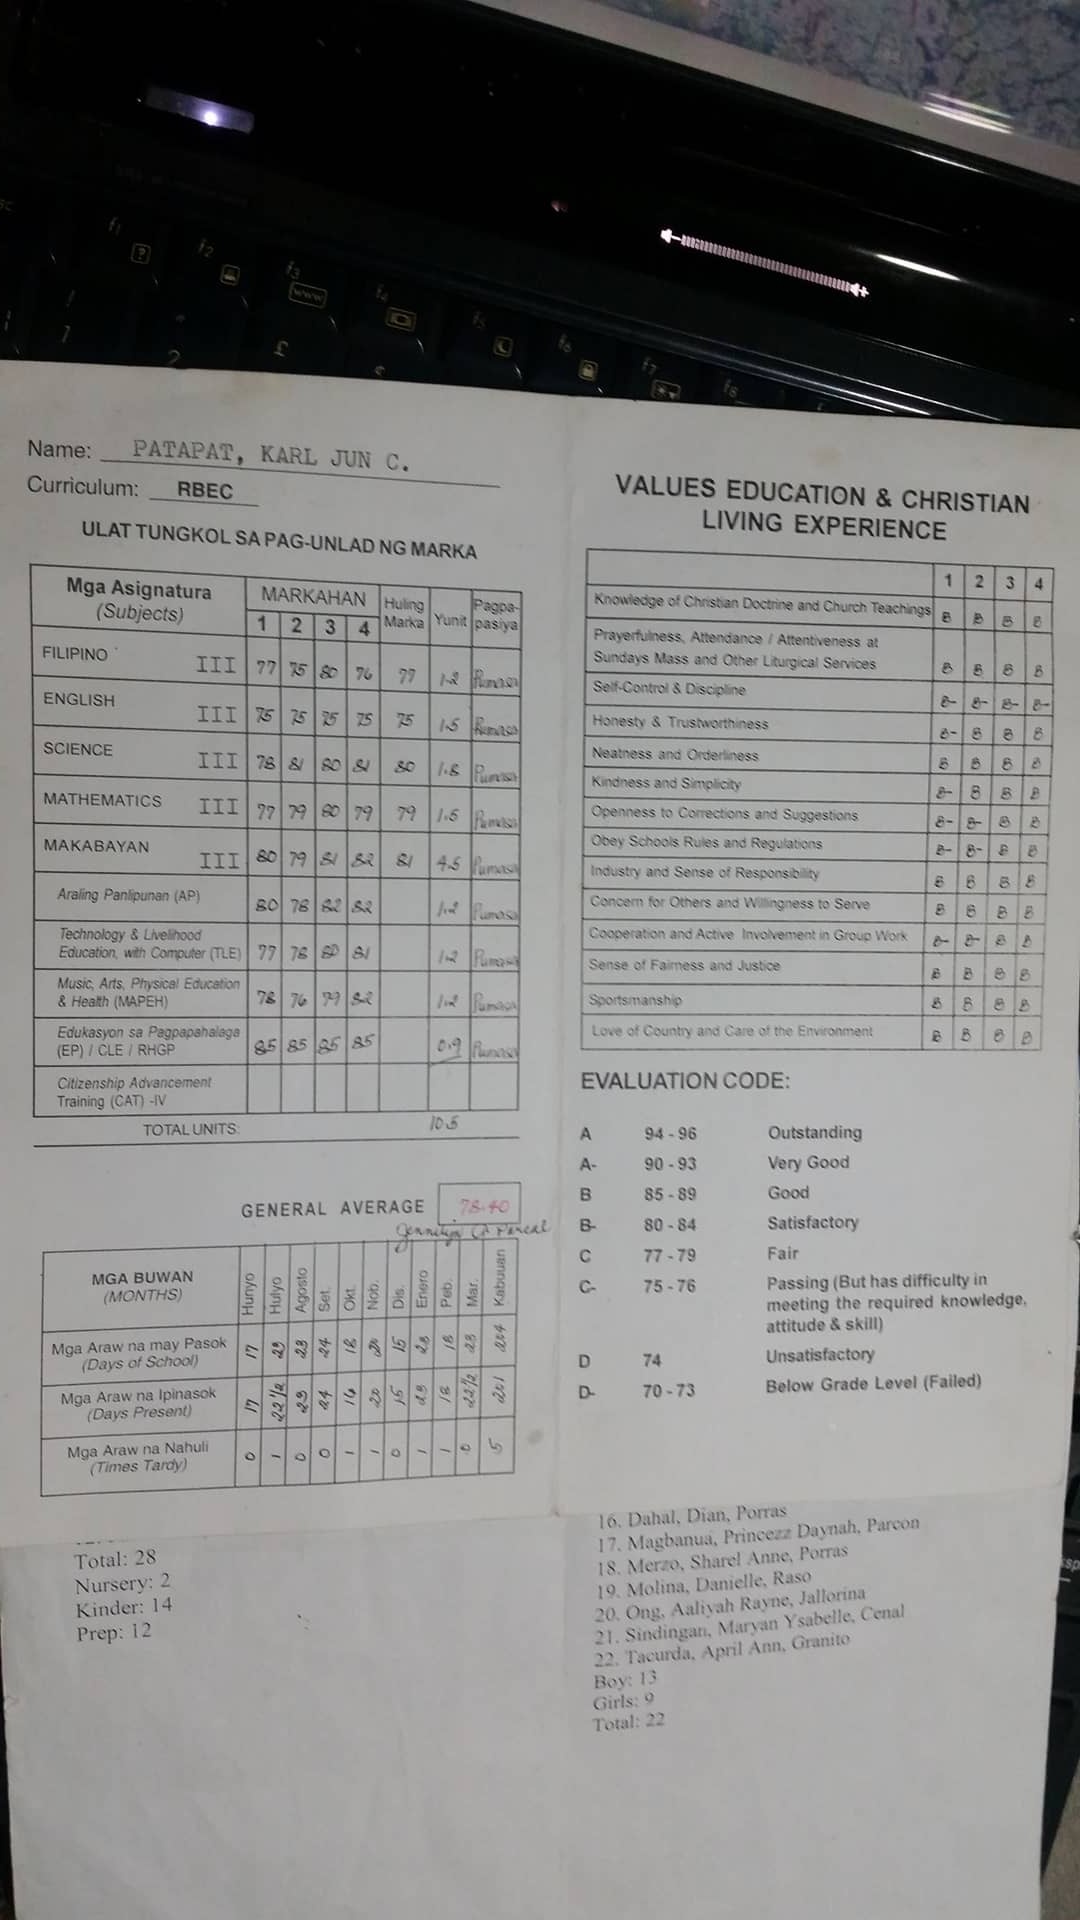 f1
?
f2
f3
www
f4
f5
f6
f7
f8
!
1
2
£
Name: PATAPAT, KARL JUN C.
Curriculum: RBEC
ULAT TUNGKOL SA PAG-UNLAD NG MARKA
Mga Asignatura (Subjects) MARKAHAN Huling Marka Yunit Pagpa-pasiya
1 2 3 4
FILIPINO III 77 75 80 76 77 1.2 Pumasa
ENGLISH III 75 75 75 75 75 1.5 Pumasa
SCIENCE III 78 81 80 81 80 1.8 Pumasa
MATHEMATICS III 77 79 80 79 79 1.5 Pumasa
MAKABAYAN III 80 79 81 82 81 4.5 Pumasa
Araling Panlipunan (AP) 80 78 82 82 1.2 Pumasa
Technology & Livelihood
Education, with Computer (TLE) 77 78 80 81 1.2 Pumasa
Music, Arts, Physical Education
& Health (MAPEH) 78 76 79 82 1.2 Pumasa
Edukasyon sa Pagpapahalaga
(EP) / CLE / RHGP 85 85 85 85 0.9 Pumasa
Citizenship Advancement
Training (CAT) -IV
TOTAL UNITS: 10.5
GENERAL AVERAGE 78.40
MGA BUWAN
(MONTHS) Hunyo Hulyo Agosto Set. Okt. Nob. Dis. Enero Peb. Mar. Kabuuan
Mga Araw na may Pasok
(Days of School) 17 23 23 24 18 20 15 23 18 23 204
Mga Araw na Ipinasok
(Days Present) 17 22 1/2 23 24 16 20 15 23 18 22 1/2 201
Mga Araw na Nahuli
(Times Tardy) 0 1 0 0 1 1 0 1 1 0 5
VALUES EDUCATION & CHRISTIAN
LIVING EXPERIENCE
1 2 3 4
Knowledge of Christian Doctrine and Church Teachings B B B B
Prayerfulness, Attendance / Attentiveness at
Sundays Mass and Other Liturgical Services B B B B
Self-Control & Discipline B- B- B- B-
Honesty & Trustworthiness B- B B B
Neatness and Orderliness B B B B
Kindness and Simplicity B- B B B
Openness to Corrections and Suggestions B- B- B B
Obey Schools Rules and Regulations B- B- B B
Industry and Sense of Responsibility B B B B
Concern for Others and Willingness to Serve B B B B
Cooperation and Active Involvement in Group Work B- B- B B
Sense of Fairness and Justice B B B B
Sportsmanship B B B B
Love of Country and Care of the Environment B B B B
EVALUATION CODE:
A 94 - 96 Outstanding
A- 90 - 93 Very Good
B 85 - 89 Good
B- 80 - 84 Satisfactory
C 77 - 79 Fair
C- 75 - 76 Passing (But has difficulty in
meeting the required knowledge,
attitude & skill)
D 74 Unsatisfactory
D- 70 - 73 Below Grade Level (Failed)
Total: 28
Nursery: 2
Kinder: 14
Prep: 12
16. Dahal, Dian, Porras
17. Magbanua, Princezz Daynah, Parcon
18. Merzo, Sharel Anne, Porras
19. Molina, Danielle, Raso
20. Ong, Aaliyah Rayne, Jallorina
21. Sindingan, Maryan Ysabelle, Cenal
22. Tacurda, April Ann, Granito
Boy: 13
Girls: 9
Total: 22